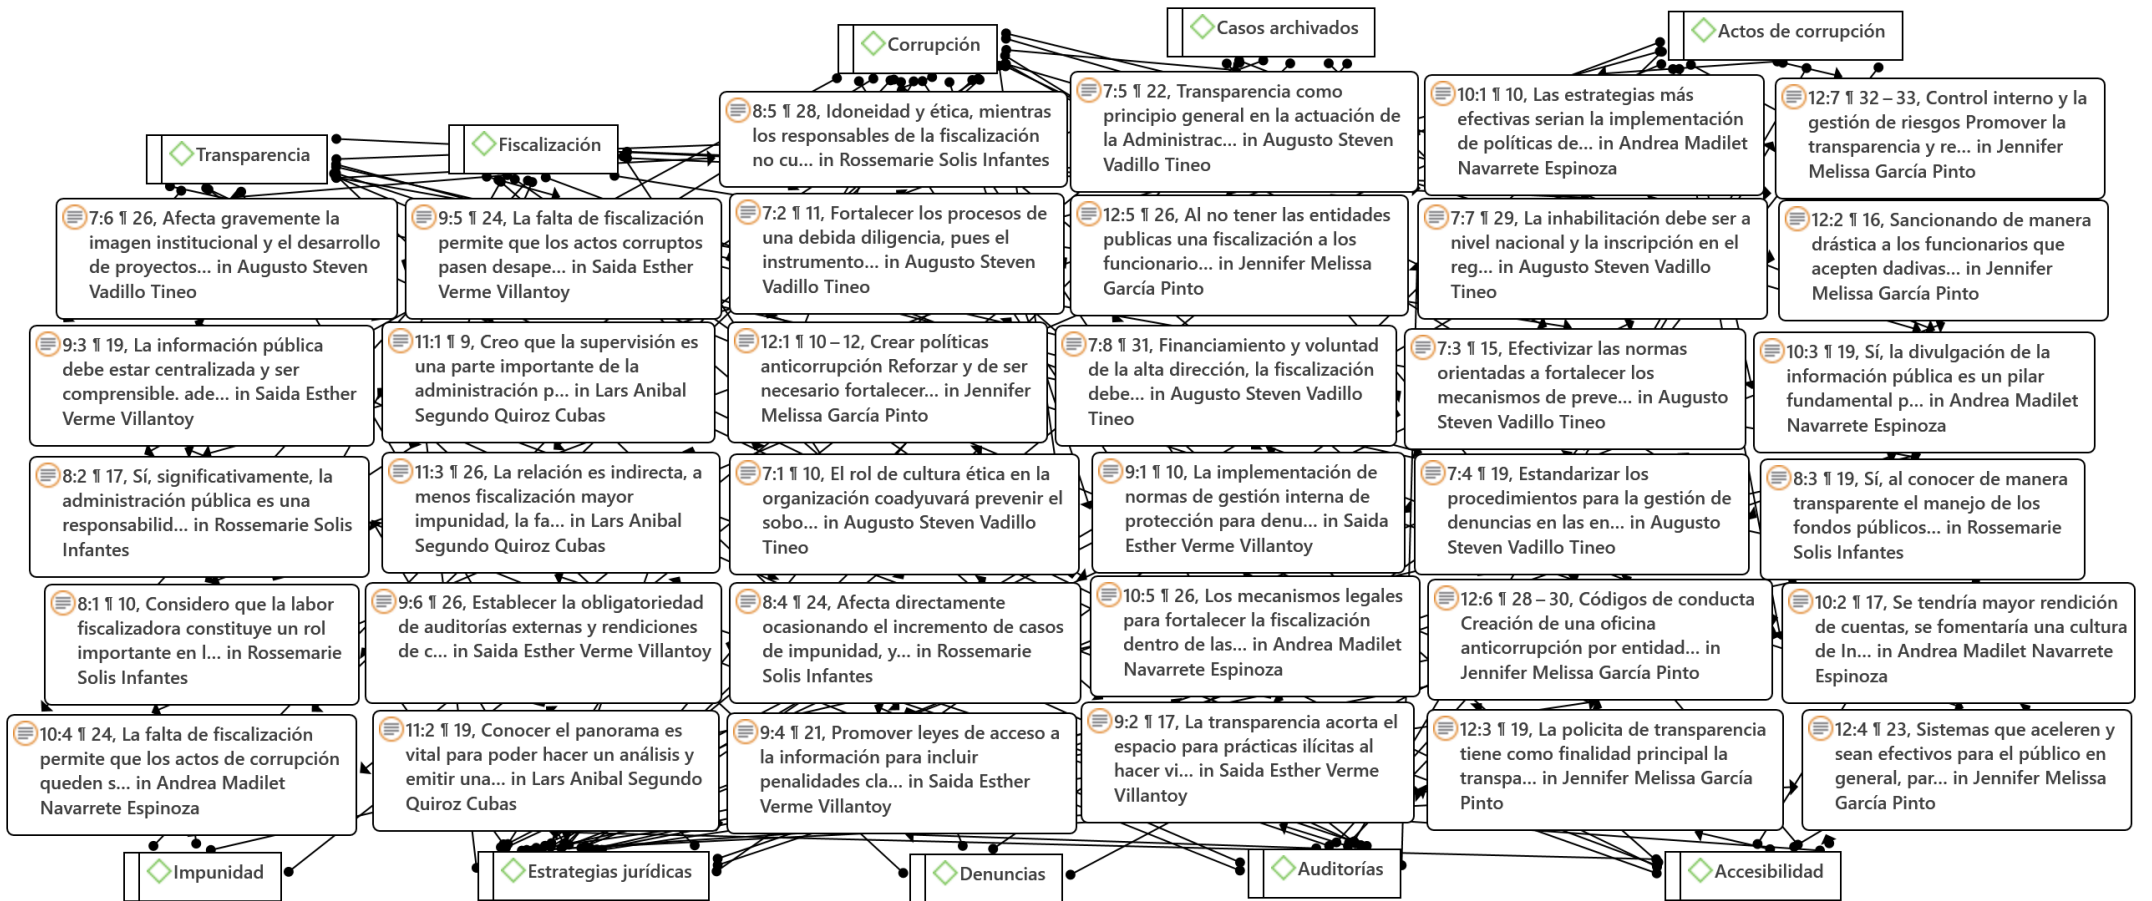 Corrupción
Casos archivados
Actos de corrupción
Transparencia
Fiscalización
8:5 ¶ 28, Idoneidad y ética, mientras
los responsables de la fiscalización
no cu... in Rossemarie Solis Infantes
7:5 ¶ 22, Transparencia como
principio general en la actuación de
la Administrac... in Augusto Steven
Vadillo Tineo
10:1 ¶ 10, Las estrategias más
efectivas serian la implementación
de políticas de... in Andrea Madilet
Navarrete Espinoza
12:7 ¶ 32 – 33, Control interno y la
gestión de riesgos Promover la
transparencia y re... in Jennifer
Melissa García Pinto
7:6 ¶ 26, Afecta gravemente la
imagen institucional y el desarrollo
de proyectos... in Augusto Steven
Vadillo Tineo
9:5 ¶ 24, La falta de fiscalización
permite que los actos corruptos
pasen desape... in Saida Esther
Verme Villantoy
7:2 ¶ 11, Fortalecer los procesos de
una debida diligencia, pues el
instrumento... in Augusto Steven
Vadillo Tineo
12:5 ¶ 26, Al no tener las entidades
publicas una fiscalización a los
funcionario... in Jennifer Melissa
García Pinto
7:7 ¶ 29, La inhabilitación debe ser a
nivel nacional y la inscripción en el
reg... in Augusto Steven Vadillo
Tineo
12:2 ¶ 16, Sancionando de manera
drástica a los funcionarios que
acepten dadivas... in Jennifer
Melissa García Pinto
9:3 ¶ 19, La información pública
debe estar centralizada y ser
comprensible. ade... in Saida Esther
Verme Villantoy
11:1 ¶ 9, Creo que la supervisión es
una parte importante de la
administración p... in Lars Anibal
Segundo Quiroz Cubas
12:1 ¶ 10 – 12, Crear políticas
anticorrupción Reforzar y de ser
necesario fortalecer... in Jennifer
Melissa García Pinto
7:8 ¶ 31, Financiamiento y voluntad
de la alta dirección, la fiscalización
debe... in Augusto Steven Vadillo
Tineo
7:3 ¶ 15, Efectivizar las normas
orientadas a fortalecer los
mecanismos de preve... in Augusto
Steven Vadillo Tineo
10:3 ¶ 19, Sí, la divulgación de la
información pública es un pilar
fundamental p... in Andrea Madilet
Navarrete Espinoza
8:2 ¶ 17, Sí, significativamente, la
administración pública es una
responsabilid... in Rossemarie Solis
Infantes
11:3 ¶ 26, La relación es indirecta, a
menos fiscalización mayor
impunidad, la fa... in Lars Anibal
Segundo Quiroz Cubas
7:1 ¶ 10, El rol de cultura ética en la
organización coadyuvará prevenir el
sobo... in Augusto Steven Vadillo
Tineo
9:1 ¶ 10, La implementación de
normas de gestión interna de
protección para denu... in Saida
Esther Verme Villantoy
7:4 ¶ 19, Estandarizar los
procedimientos para la gestión de
denuncias en las en... in Augusto
Steven Vadillo Tineo
8:3 ¶ 19, Sí, al conocer de manera
transparente el manejo de los
fondos públicos... in Rossemarie
Solis Infantes
8:1 ¶ 10, Considero que la labor
fiscalizadora constituye un rol
importante en l... in Rossemarie
Solis Infantes
9:6 ¶ 26, Establecer la obligatoriedad
de auditorías externas y rendiciones
de c... in Saida Esther Verme Villantoy
8:4 ¶ 24, Afecta directamente
ocasionando el incremento de casos
de impunidad, y... in Rossemarie
Solis Infantes
10:5 ¶ 26, Los mecanismos legales
para fortalecer la fiscalización
dentro de las... in Andrea Madilet
Navarrete Espinoza
12:6 ¶ 28 – 30, Códigos de conducta
Creación de una oficina
anticorrupción por entidad... in
Jennifer Melissa García Pinto
10:2 ¶ 17, Se tendría mayor rendición
de cuentas, se fomentaría una cultura
de In... in Andrea Madilet Navarrete
Espinoza
10:4 ¶ 24, La falta de fiscalización
permite que los actos de corrupción
queden s... in Andrea Madilet
Navarrete Espinoza
11:2 ¶ 19, Conocer el panorama es
vital para poder hacer un análisis y
emitir una... in Lars Anibal Segundo
Quiroz Cubas
9:4 ¶ 21, Promover leyes de acceso a
la información para incluir
penalidades cla... in Saida Esther
Verme Villantoy
9:2 ¶ 17, La transparencia acorta el
espacio para prácticas ilícitas al
hacer vi... in Saida Esther Verme
Villantoy
12:3 ¶ 19, La policita de transparencia
tiene como finalidad principal la
transpa... in Jennifer Melissa García
Pinto
12:4 ¶ 23, Sistemas que aceleren y
sean efectivos para el público en
general, par... in Jennifer Melissa
García Pinto
Impunidad
Estrategias jurídicas
Denuncias
Auditorías
Accesibilidad